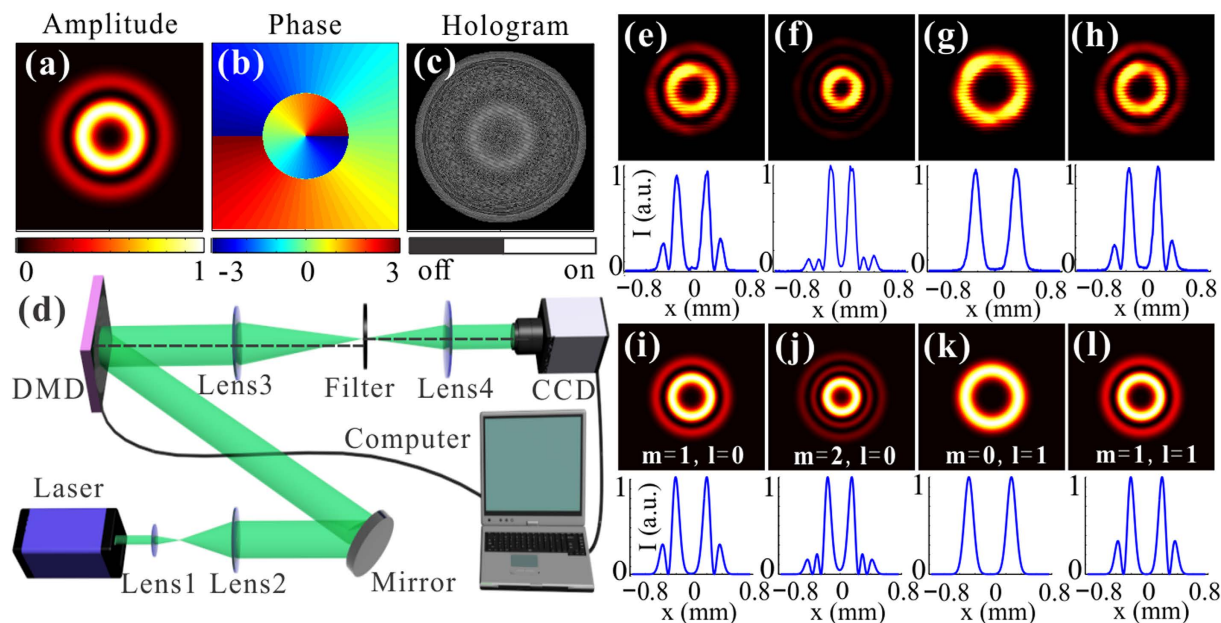 Amplitude Phase Hologram
(a) (b) (c)
0 1 −3 0 3 off on
(d)
DMD Lens3 Filter Lens4 CCD
Computer
Laser
Lens1 Lens2 Mirror
(e) (f) (g) (h)
I (a.u.)
1 1 1
0 0 0
−0.8 0 0.8 −0.8 0 0.8 −0.8 0 0.8 −0.8 0 0.8
x (mm) x (mm) x (mm) x (mm)
(i) (j) (k) (l)
m=1, l=0 m=2, l=0 m=0, l=1 m=1, l=1
I (a.u.)
1 1 1
0 0 0
−0.8 0 0.8 −0.8 0 0.8 −0.8 0 0.8 −0.8 0 0.8
x (mm) x (mm) x (mm) x (mm)